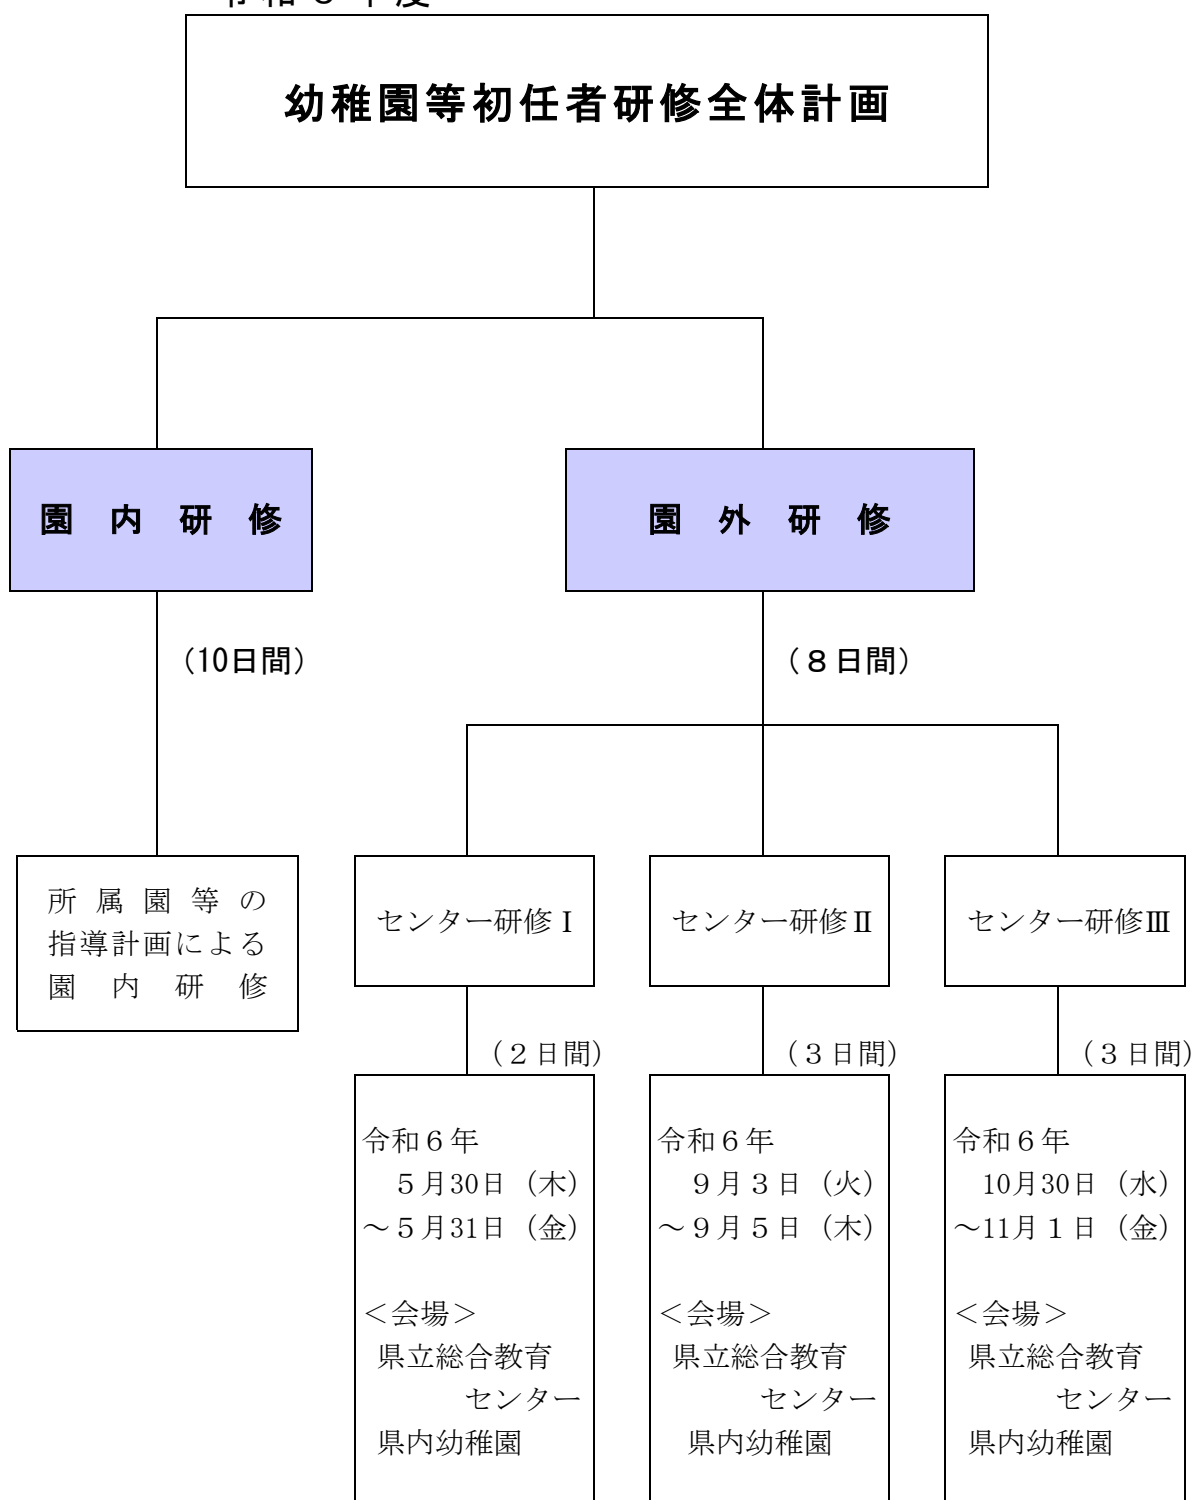 幼稚園等初任者研修全体計画
園　内　研　修
園　外　研　修
（10日間）
（８日間）
所属園等の
指導計画による
園内研修
センター研修Ⅰ
センター研修Ⅱ
センター研修Ⅲ
（２日間）
（３日間）
（３日間）
令和６年
５月30日（木）
～５月31日（金）
＜会場＞
県立総合教育
センター
県内幼稚園
令和６年
９月３日（火）
～９月５日（木）
＜会場＞
県立総合教育
センター
県内幼稚園
令和６年
10月30日（水）
～11月１日（金）
＜会場＞
県立総合教育
センター
県内幼稚園